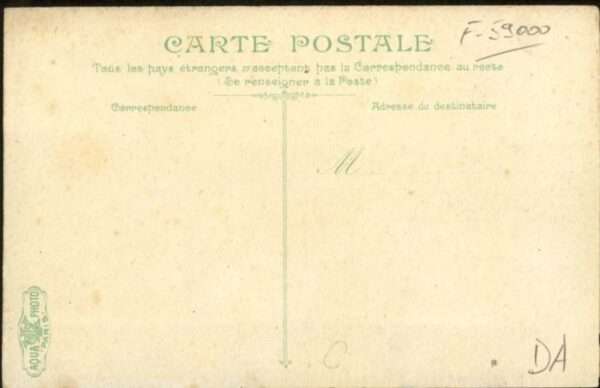 F-59000
CARTE POSTALE
Tous les pays étrangers n'acceptent pas la Correspondance au recto
(Se renseigner à la Poste)
Correspondance
Adresse du destinataire
M
AQUA PHOTO
PARIS
C
DA